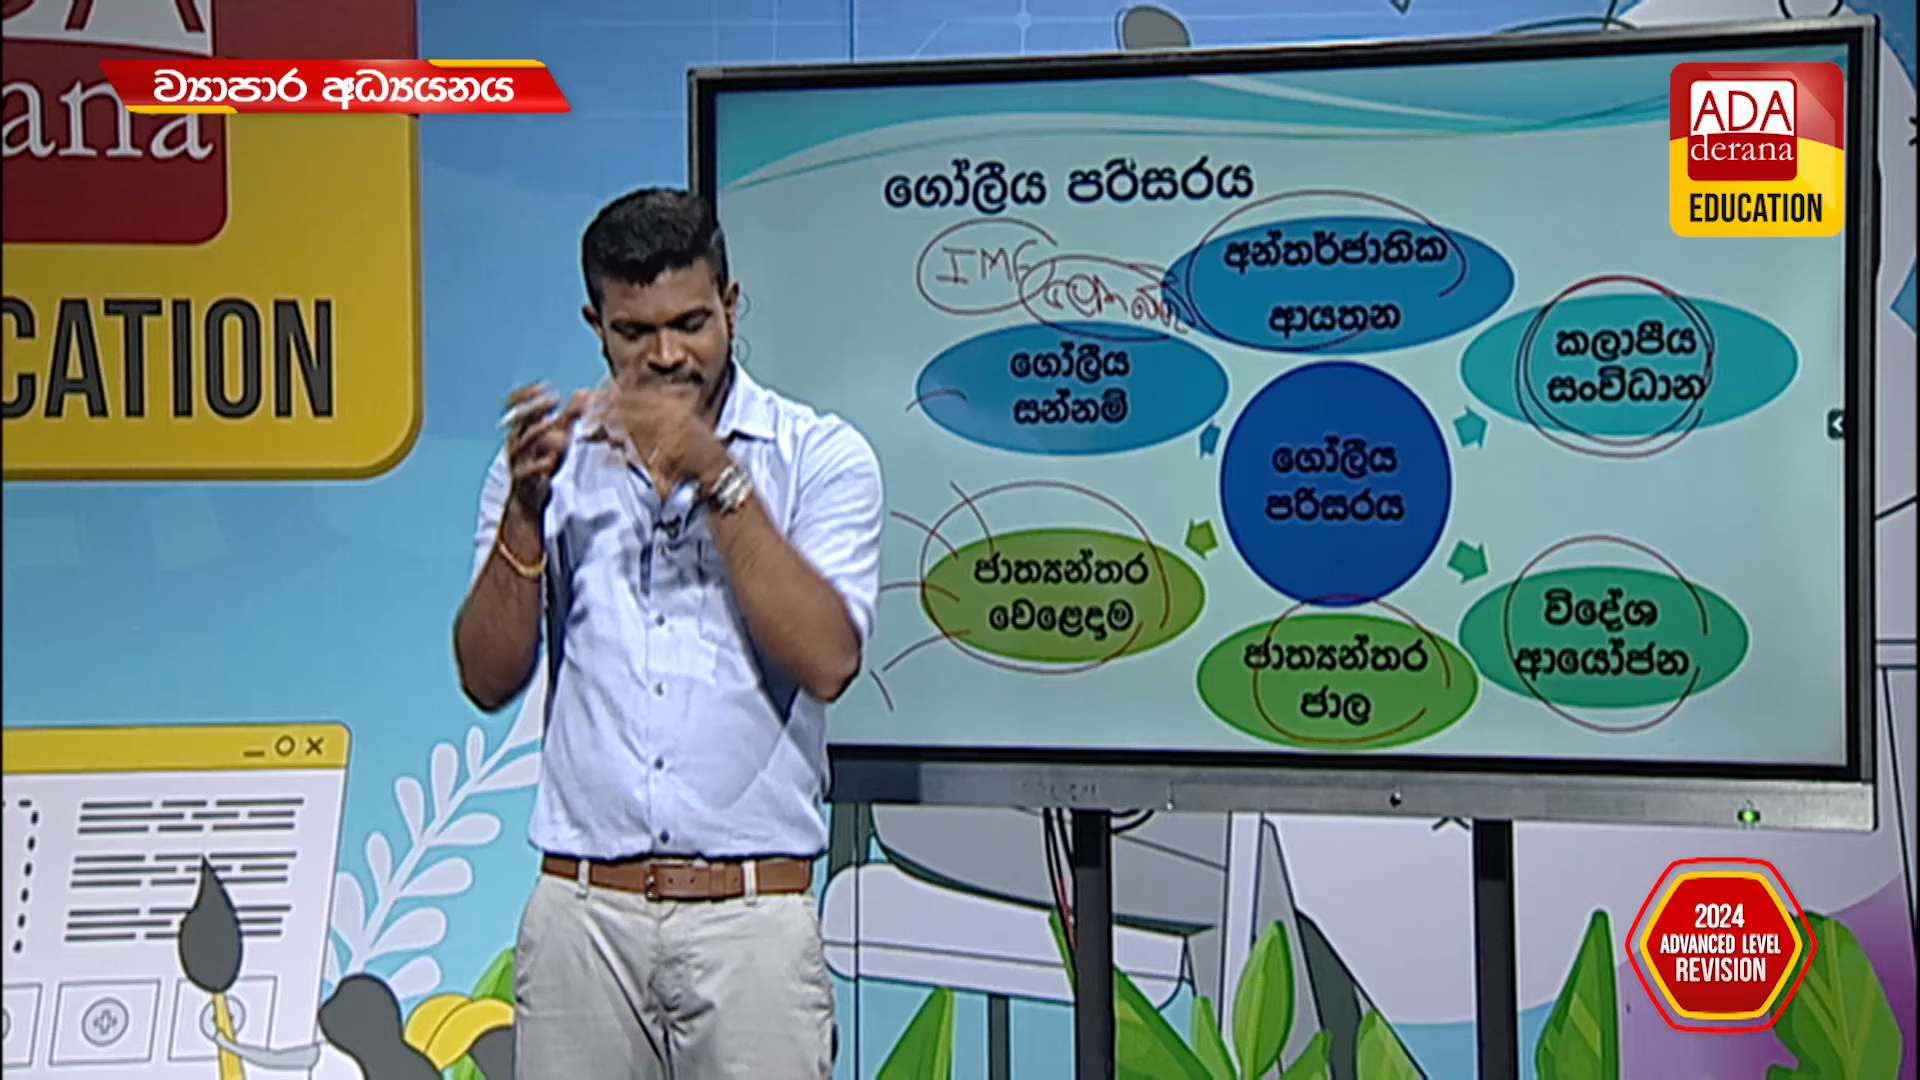 ව්‍යාපාර අධ්‍යයනය
ADA
derana
EDUCATION
erana
CATION
ගෝලීය පරිසරය
IMF
ලෝක බැංකු
අන්තර්ජාතික
ආයතන
කලාපීය
සංවිධාන
ගෝලීය
සන්නම්
ගෝලීය
පරිසරය
ජාත්‍යන්තර
වෙළෙඳාම
විදේශ
ආයෝජන
ජාත්‍යන්තර
ජාල
2024
ADVANCED LEVEL
REVISION